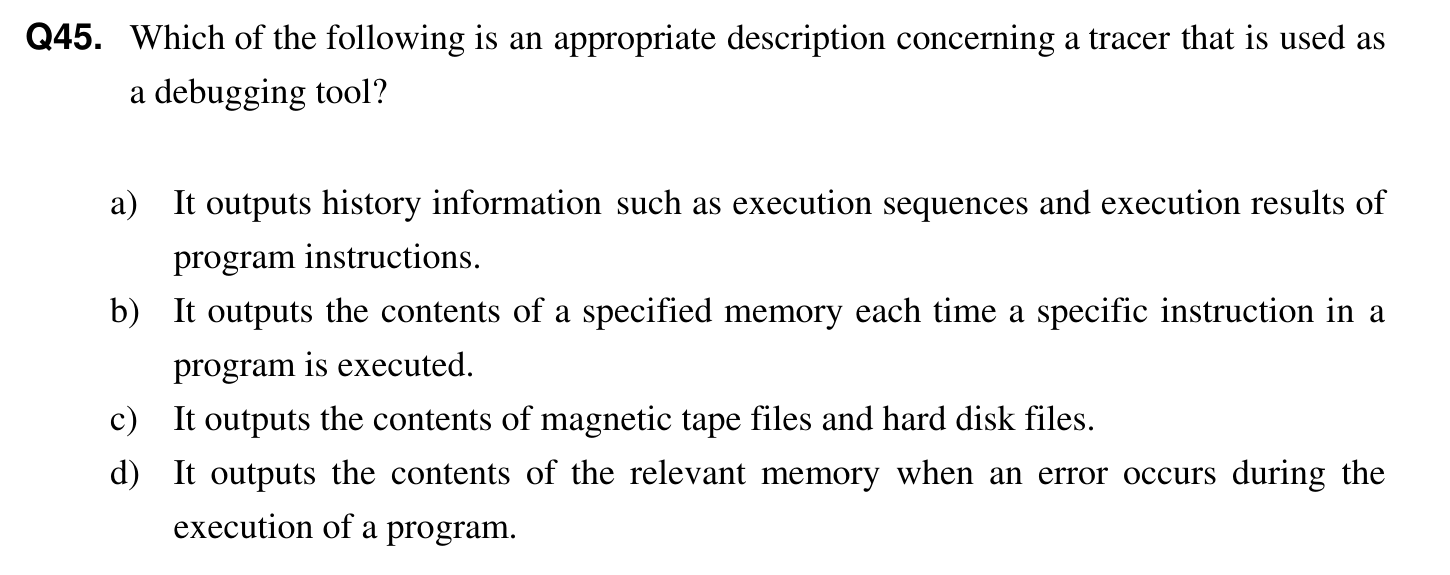 Q45. Which of the following is an appropriate description concerning a tracer that is used as
a debugging tool?
a) It outputs history information such as execution sequences and execution results of
program instructions.
b) It outputs the contents of a specified memory each time a specific instruction in a
program is executed.
c) It outputs the contents of magnetic tape files and hard disk files.
d) It outputs the contents of the relevant memory when an error occurs during the
execution of a program.